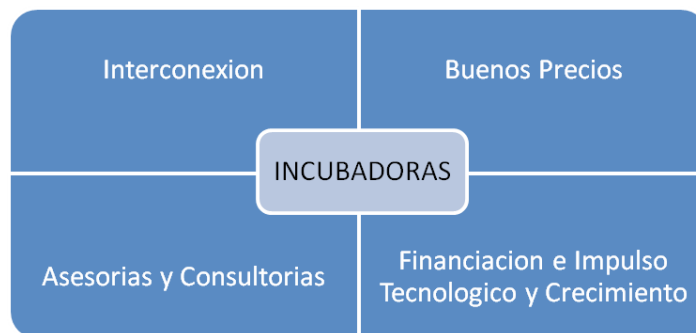 Interconexion
Buenos Precios
INCUBADORAS
Asesorias y Consultorias
Financiacion e Impulso
Tecnologico y Crecimiento